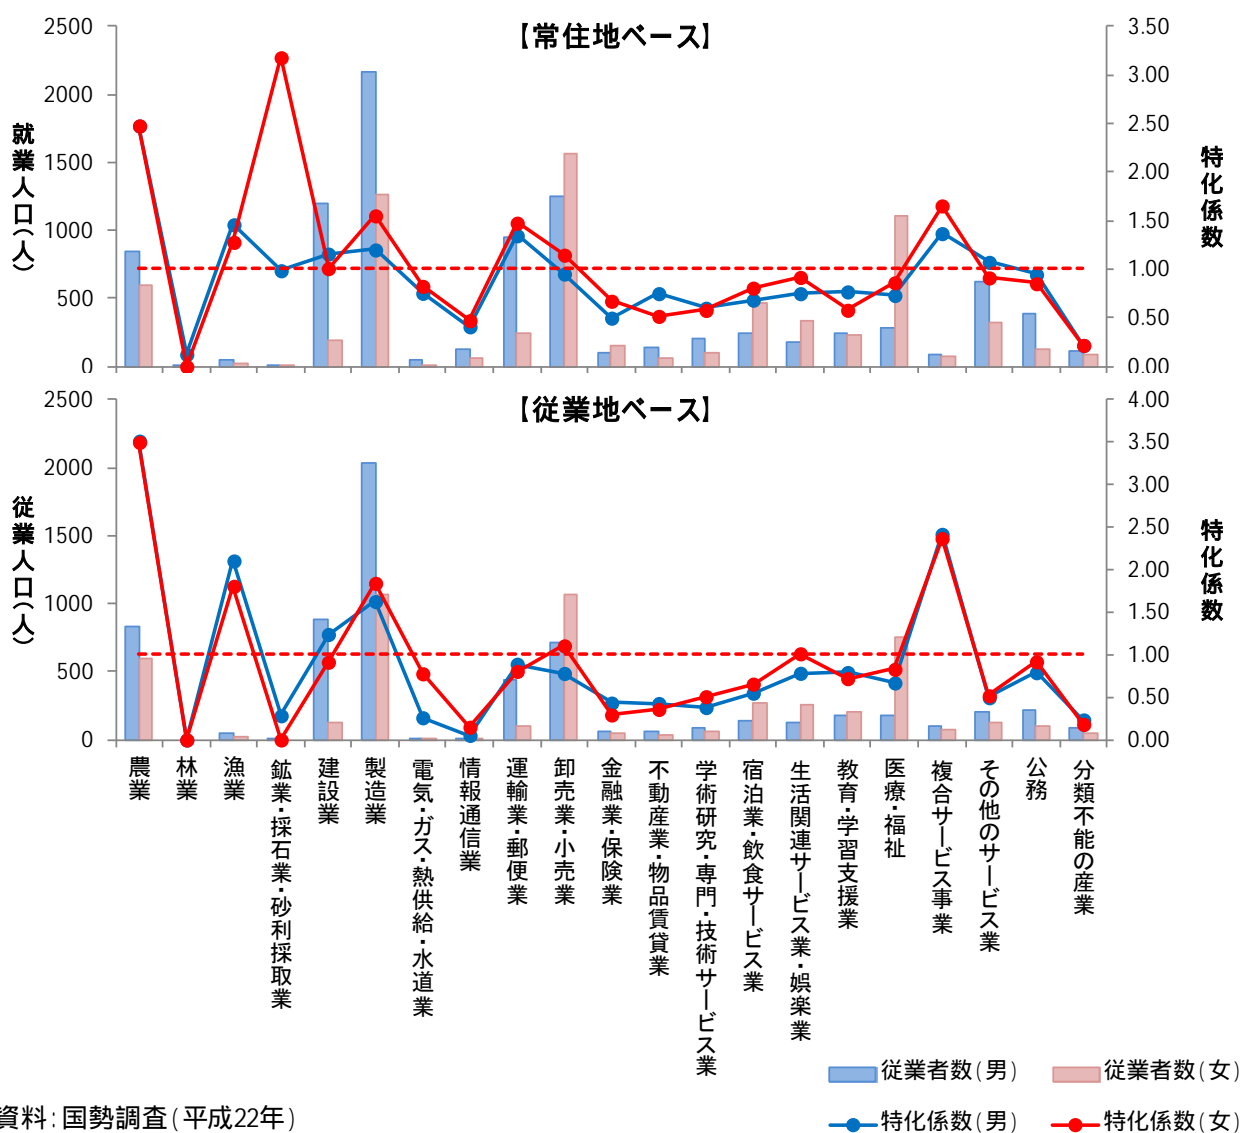 【常住地ベース】
2500
2000
1500
1000
500
0
就業人口(人)
3.50
3.00
2.50
2.00
1.50
1.00
0.50
0.00
特化係数
【従業地ベース】
2500
2000
1500
1000
500
0
従業人口(人)
4.00
3.50
3.00
2.50
2.00
1.50
1.00
0.50
0.00
特化係数
農業
林業
漁業
鉱業・採石業・砂利採取業
建設業
製造業
電気・ガス・熱供給・水道業
情報通信業
運輸業・郵便業
卸売業・小売業
金融業・保険業
不動産業・物品賃貸業
学術研究・専門・技術サービス業
宿泊業・飲食サービス業
生活関連サービス業・娯楽業
教育・学習支援業
医療・福祉
複合サービス事業
その他のサービス業
公務
分類不能の産業
従業者数(男)
従業者数(女)
特化係数(男)
特化係数(女)
資料:国勢調査(平成22年)